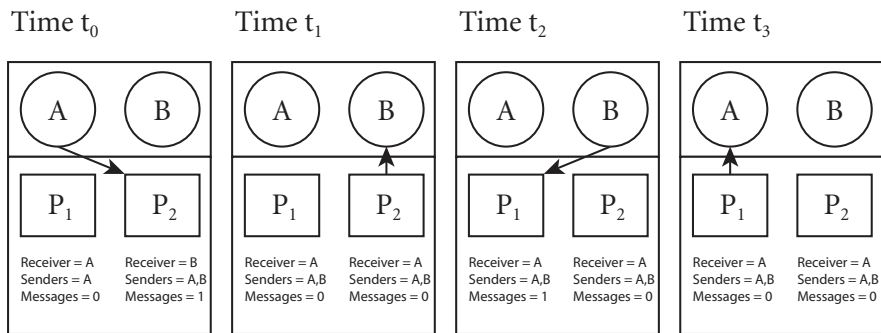 Time t₀
A B
P₁ P₂
Receiver = A Receiver = B
Senders = A Senders = A,B
Messages = 0 Messages = 1
Time t₁
A B
P₁ P₂
Receiver = A Receiver = A
Senders = A,B Senders = A,B
Messages = 0 Messages = 0
Time t₂
A B
P₁ P₂
Receiver = A Receiver = A
Senders = A,B Senders = A,B
Messages = 1 Messages = 0
Time t₃
A B
P₁ P₂
Receiver = A Receiver = A
Senders = A,B Senders = A,B
Messages = 0 Messages = 0